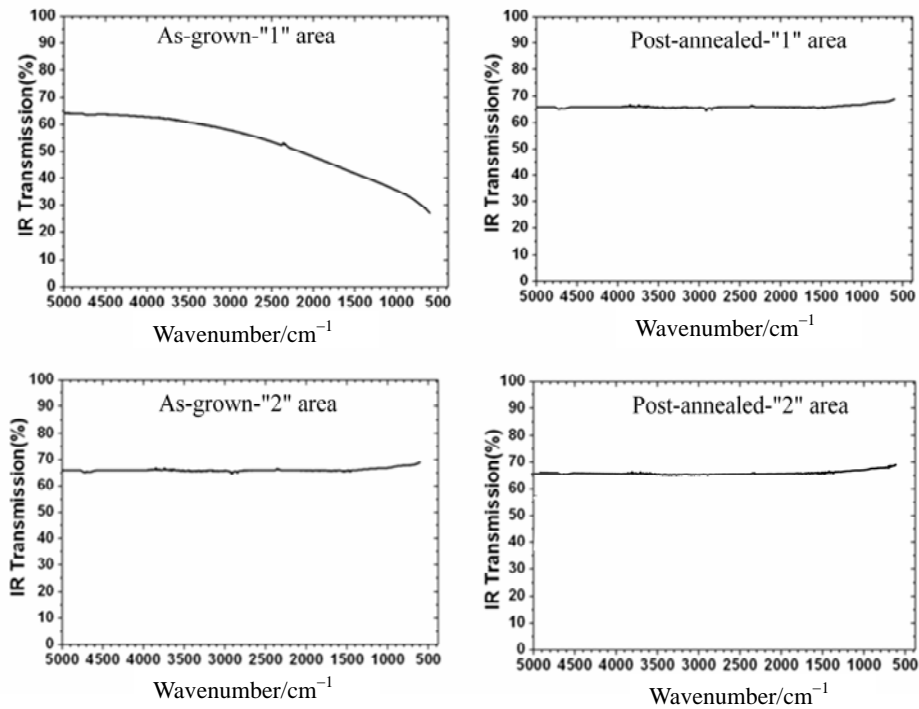 As-grown-"1" area
IR Transmission(%)
100
90
80
70
60
50
40
30
20
10
0
5000 4500 4000 3500 3000 2500 2000 1500 1000 500
Wavenumber/cm⁻¹
Post-annealed-"1" area
IR Transmission(%)
100
90
80
70
60
50
40
30
20
10
0
5000 4000 3000 2000 1000 0
Wavenumber/cm⁻¹
As-grown-"2" area
IR Transmission(%)
100
90
80
70
60
50
40
30
20
10
0
5000 4500 4000 3500 3000 2500 2000 1500 1000 500
Wavenumber/cm⁻¹
Post-annealed-"2" area
IR Transmission(%)
100
90
80
70
60
50
40
30
20
10
0
5000 4500 4000 3500 3000 2500 2000 1500 1000 500
Wavenumber/cm⁻¹